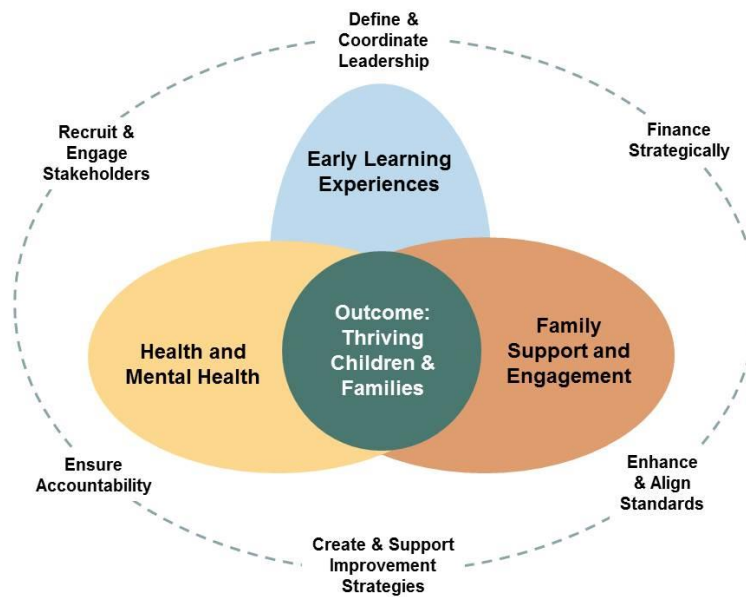 Define &
Coordinate
Leadership
Recruit &
Engage
Stakeholders
Finance
Strategically
Early Learning
Experiences
Health and
Mental Health
Outcome:
Thriving
Children &
Families
Family
Support and
Engagement
Ensure
Accountability
Enhance
& Align
Standards
Create & Support
Improvement
Strategies